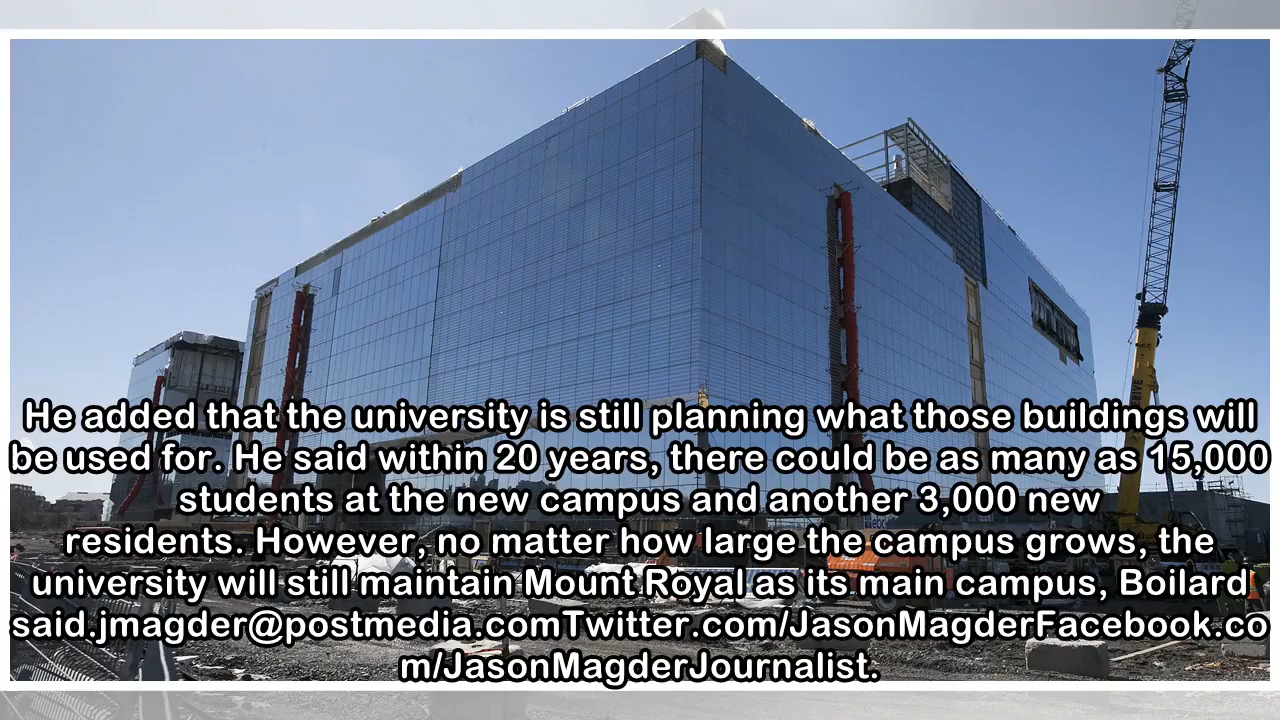 He added that the university is still planning what those buildings will
be used for. He said within 20 years, there could be as many as 15,000
students at the new campus and another 3,000 new
residents. However, no matter how large the campus grows, the
university will still maintain Mount Royal as its main campus, Boilard
said.jmagder@postmedia.comTwitter.com/JasonMagderFacebook.co
m/JasonMagderJournalist.